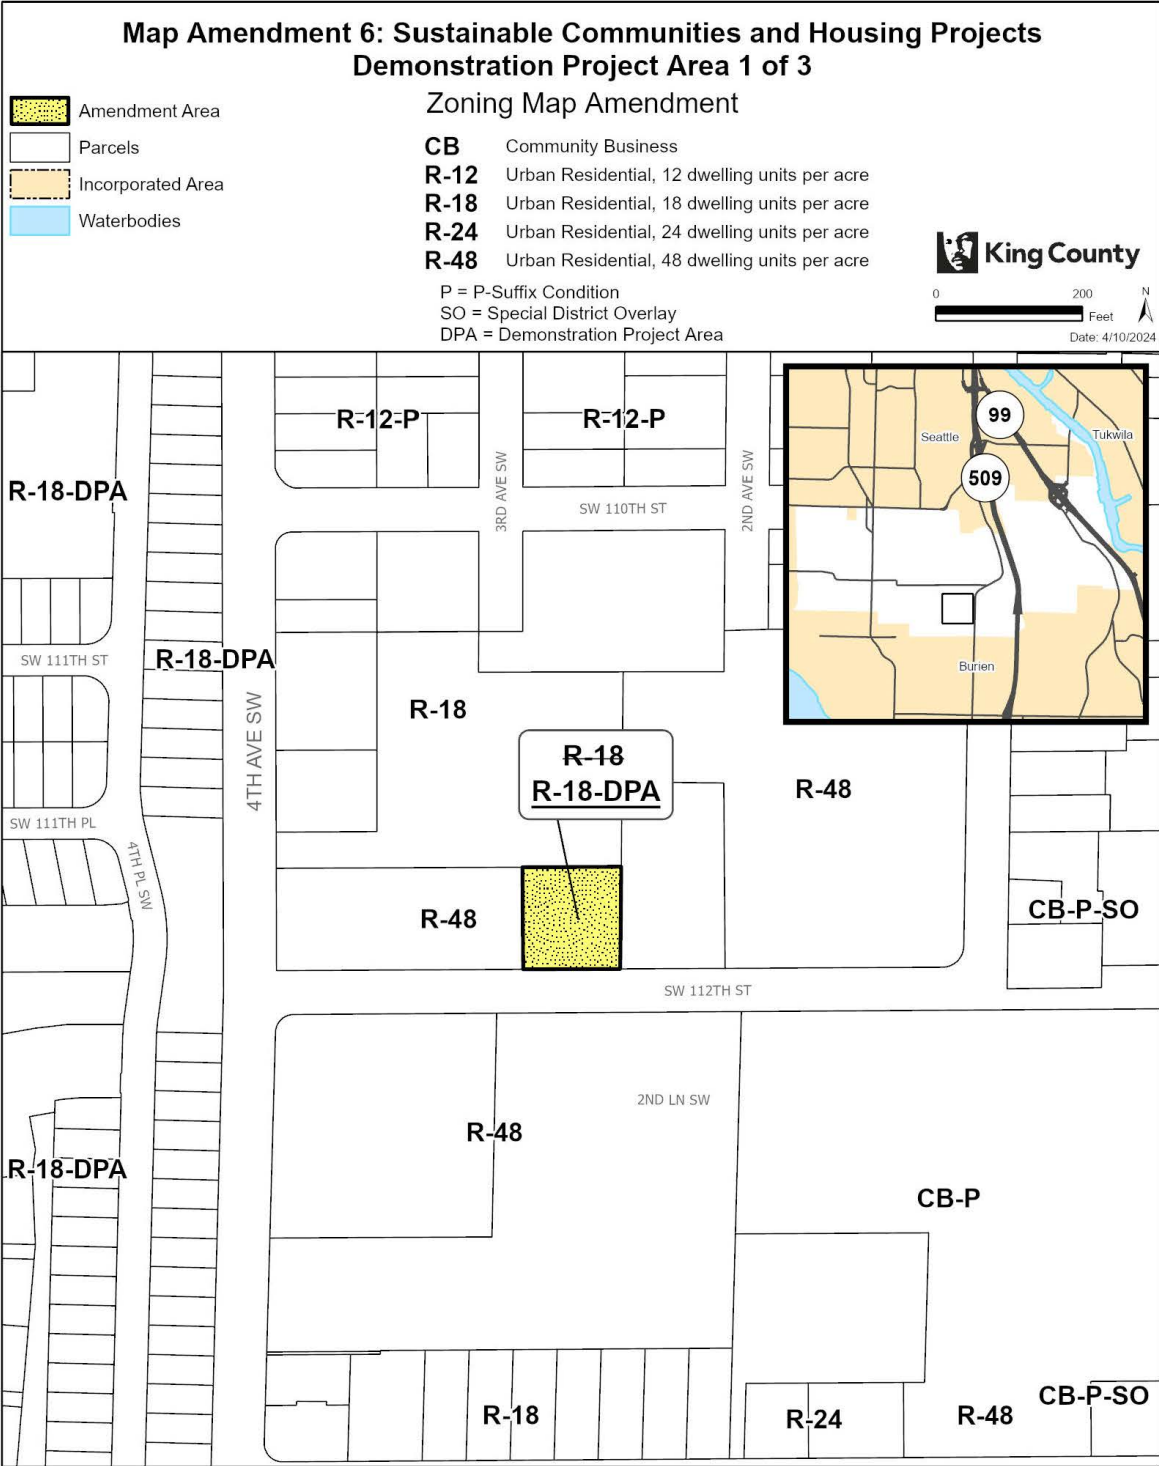 Map Amendment 6: Sustainable Communities and Housing Projects
Demonstration Project Area 1 of 3
Zoning Map Amendment
Amendment Area
Parcels
Incorporated Area
Waterbodies
CB Community Business
R-12 Urban Residential, 12 dwelling units per acre
R-18 Urban Residential, 18 dwelling units per acre
R-24 Urban Residential, 24 dwelling units per acre
R-48 Urban Residential, 48 dwelling units per acre
P = P-Suffix Condition
SO = Special District Overlay
DPA = Demonstration Project Area
King County
0 200
Feet
N
Date: 4/10/2024
R-12-P
R-12-P
R-18-DPA
3RD AVE SW
SW 110TH ST
2ND AVE SW
99
Seattle
Tukwila
509
Burien
SW 111TH ST
R-18-DPA
4TH AVE SW
R-18
R-18
R-18-DPA
R-48
SW 111TH PL
4TH PL SW
R-48
CB-P-SO
SW 112TH ST
2ND LN SW
R-48
R-18-DPA
CB-P
R-18
R-24
R-48
CB-P-SO